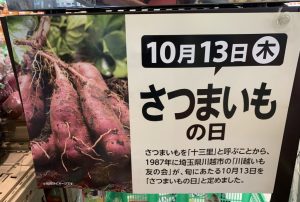 10月13日木
さつまいも
の日
さつまいもを「十三里」と呼ぶことから、
1987年に埼玉県川越市の「川越いも
友の会」が、旬にあたる10月13日を
「さつまいもの日」と定めました。